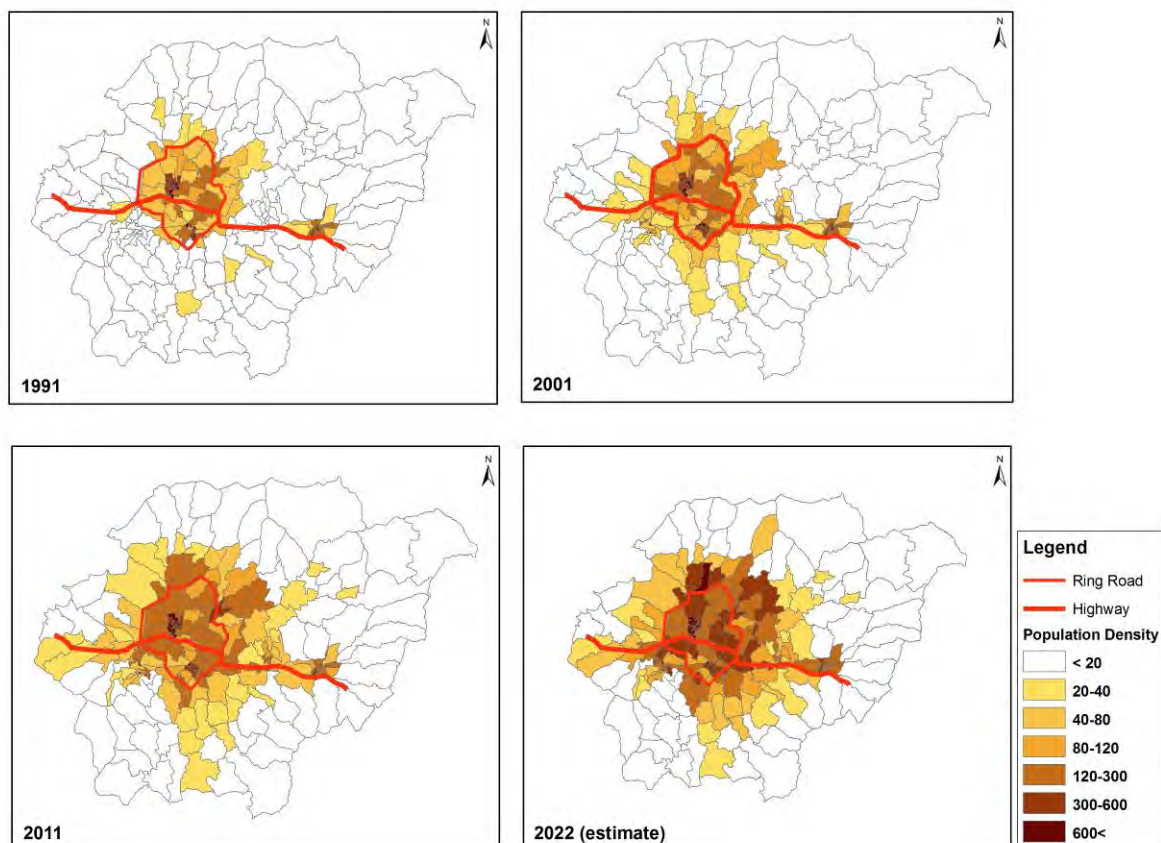 N
1991
N
2001
N
2011
N
2022 (estimate)
Legend
Ring Road
Highway
Population Density
< 20
20-40
40-80
80-120
120-300
300-600
600<